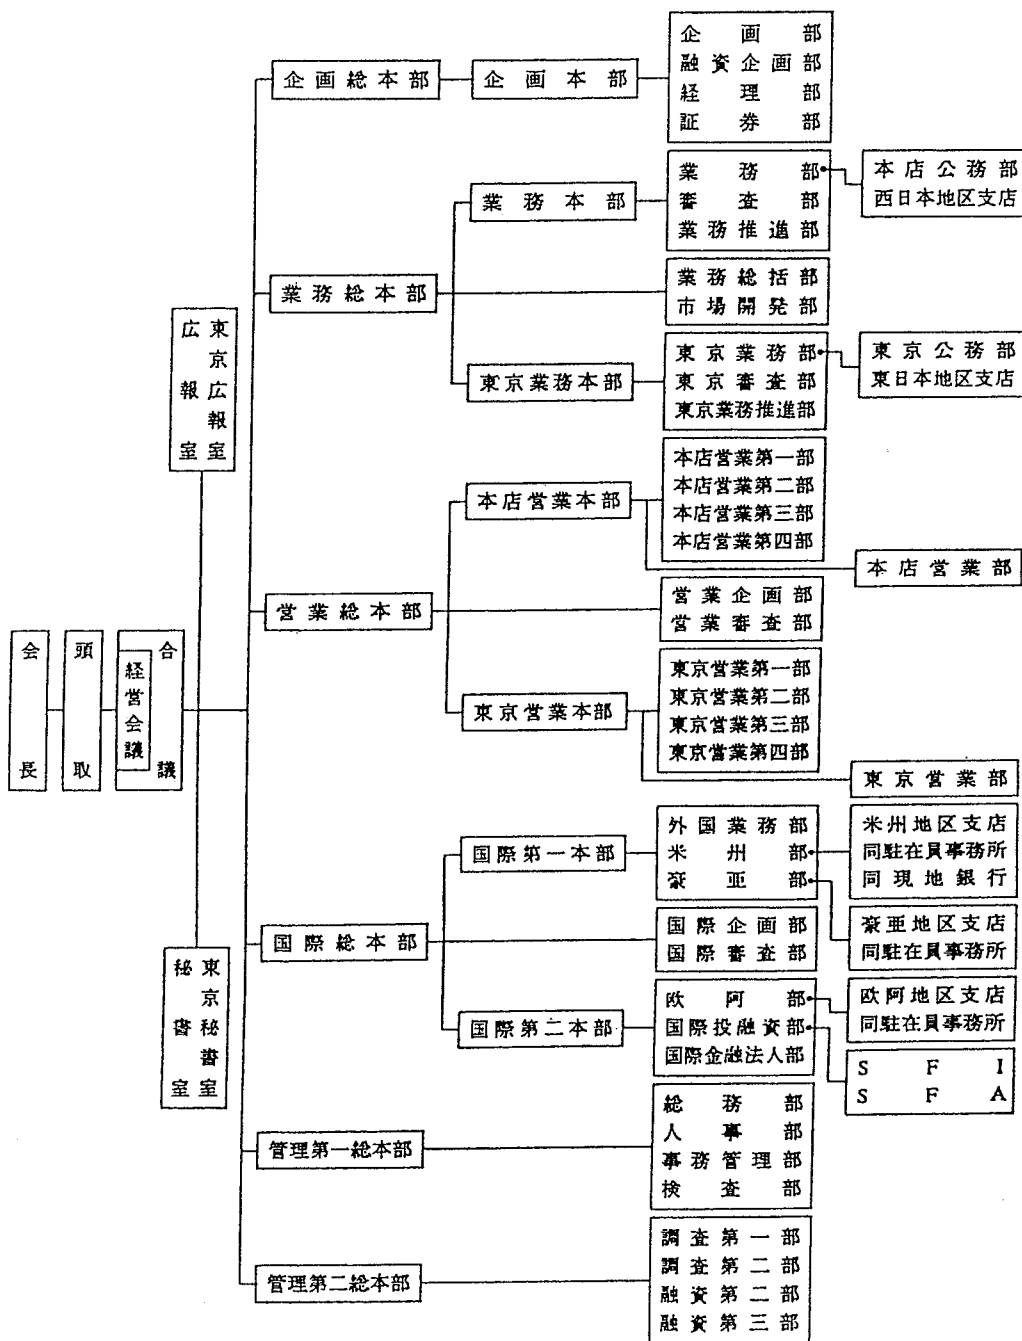 会長
頭取
合議
経営会議
広報室
東京広報室
秘書室
東京秘書室
企画総本部
企画本部
企画部
融資企画部
経理部
証券部
業務総本部
業務本部
業務部
審査部
業務推進部
本店公務部
西日本地区支店
業務総括部
市場開発部
東京業務本部
東京業務部
東京審査部
東京業務推進部
東京公務部
東日本地区支店
営業総本部
本店営業本部
本店営業第一部
本店営業第二部
本店営業第三部
本店営業第四部
本店営業部
営業企画部
営業審査部
東京営業本部
東京営業第一部
東京営業第二部
東京営業第三部
東京営業第四部
東京営業部
国際総本部
国際第一本部
外国業務部
米州部
豪亜部
米州地区支店
同駐在員事務所
同現地銀行
豪亜地区支店
同駐在員事務所
国際企画部
国際審査部
国際第二本部
欧阿部
国際投融資部
国際金融法人部
欧阿地区支店
同駐在員事務所
SFI
SFA
管理第一総本部
総務部
人事部
事務管理部
検査部
管理第二総本部
調査第一部
調査第二部
融資第二部
融資第三部